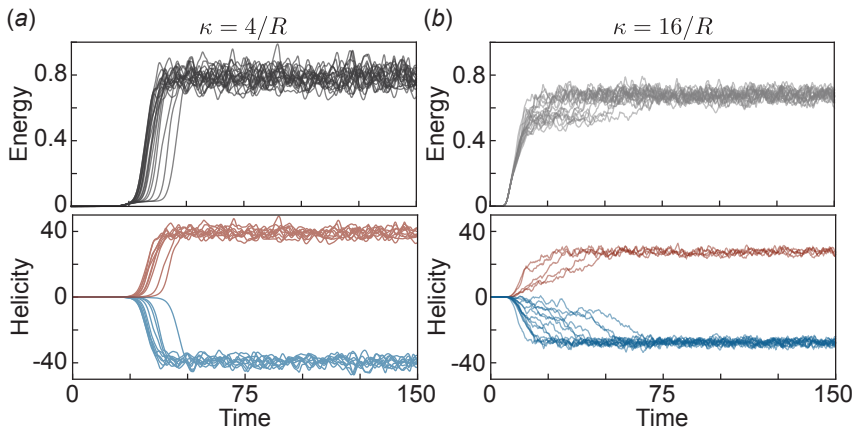 (a) κ = 4/R
(b) κ = 16/R
Energy
0.8
0.4
0
Energy
0.8
0.4
0
Helicity
40
0
-40
Helicity
40
0
-40
0 75 150
Time
0 75 150
Time